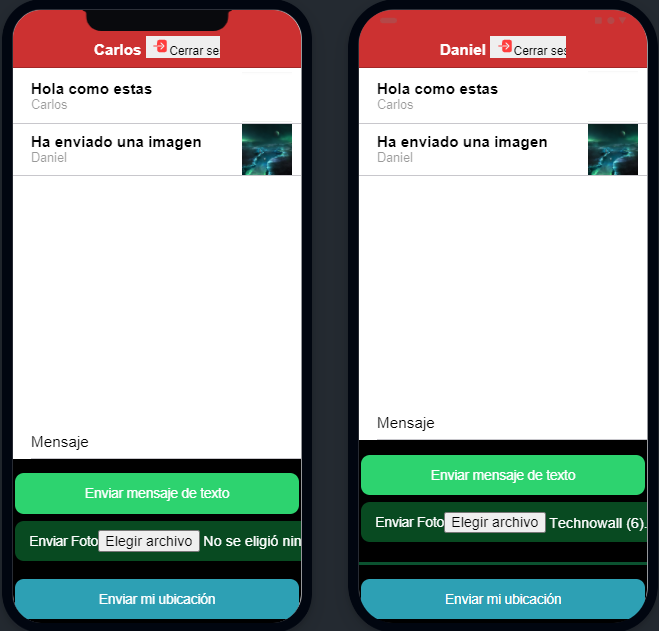 Carlos Cerrar se
Hola como estas
Carlos
Ha enviado una imagen
Daniel
Mensaje
Enviar mensaje de texto
Enviar Foto Elegir archivo No se eligió nin
Enviar mi ubicación
Daniel Cerrar ses
Hola como estas
Carlos
Ha enviado una imagen
Daniel
Mensaje
Enviar mensaje de texto
Enviar Foto Elegir archivo Technowall (6).
Enviar mi ubicación